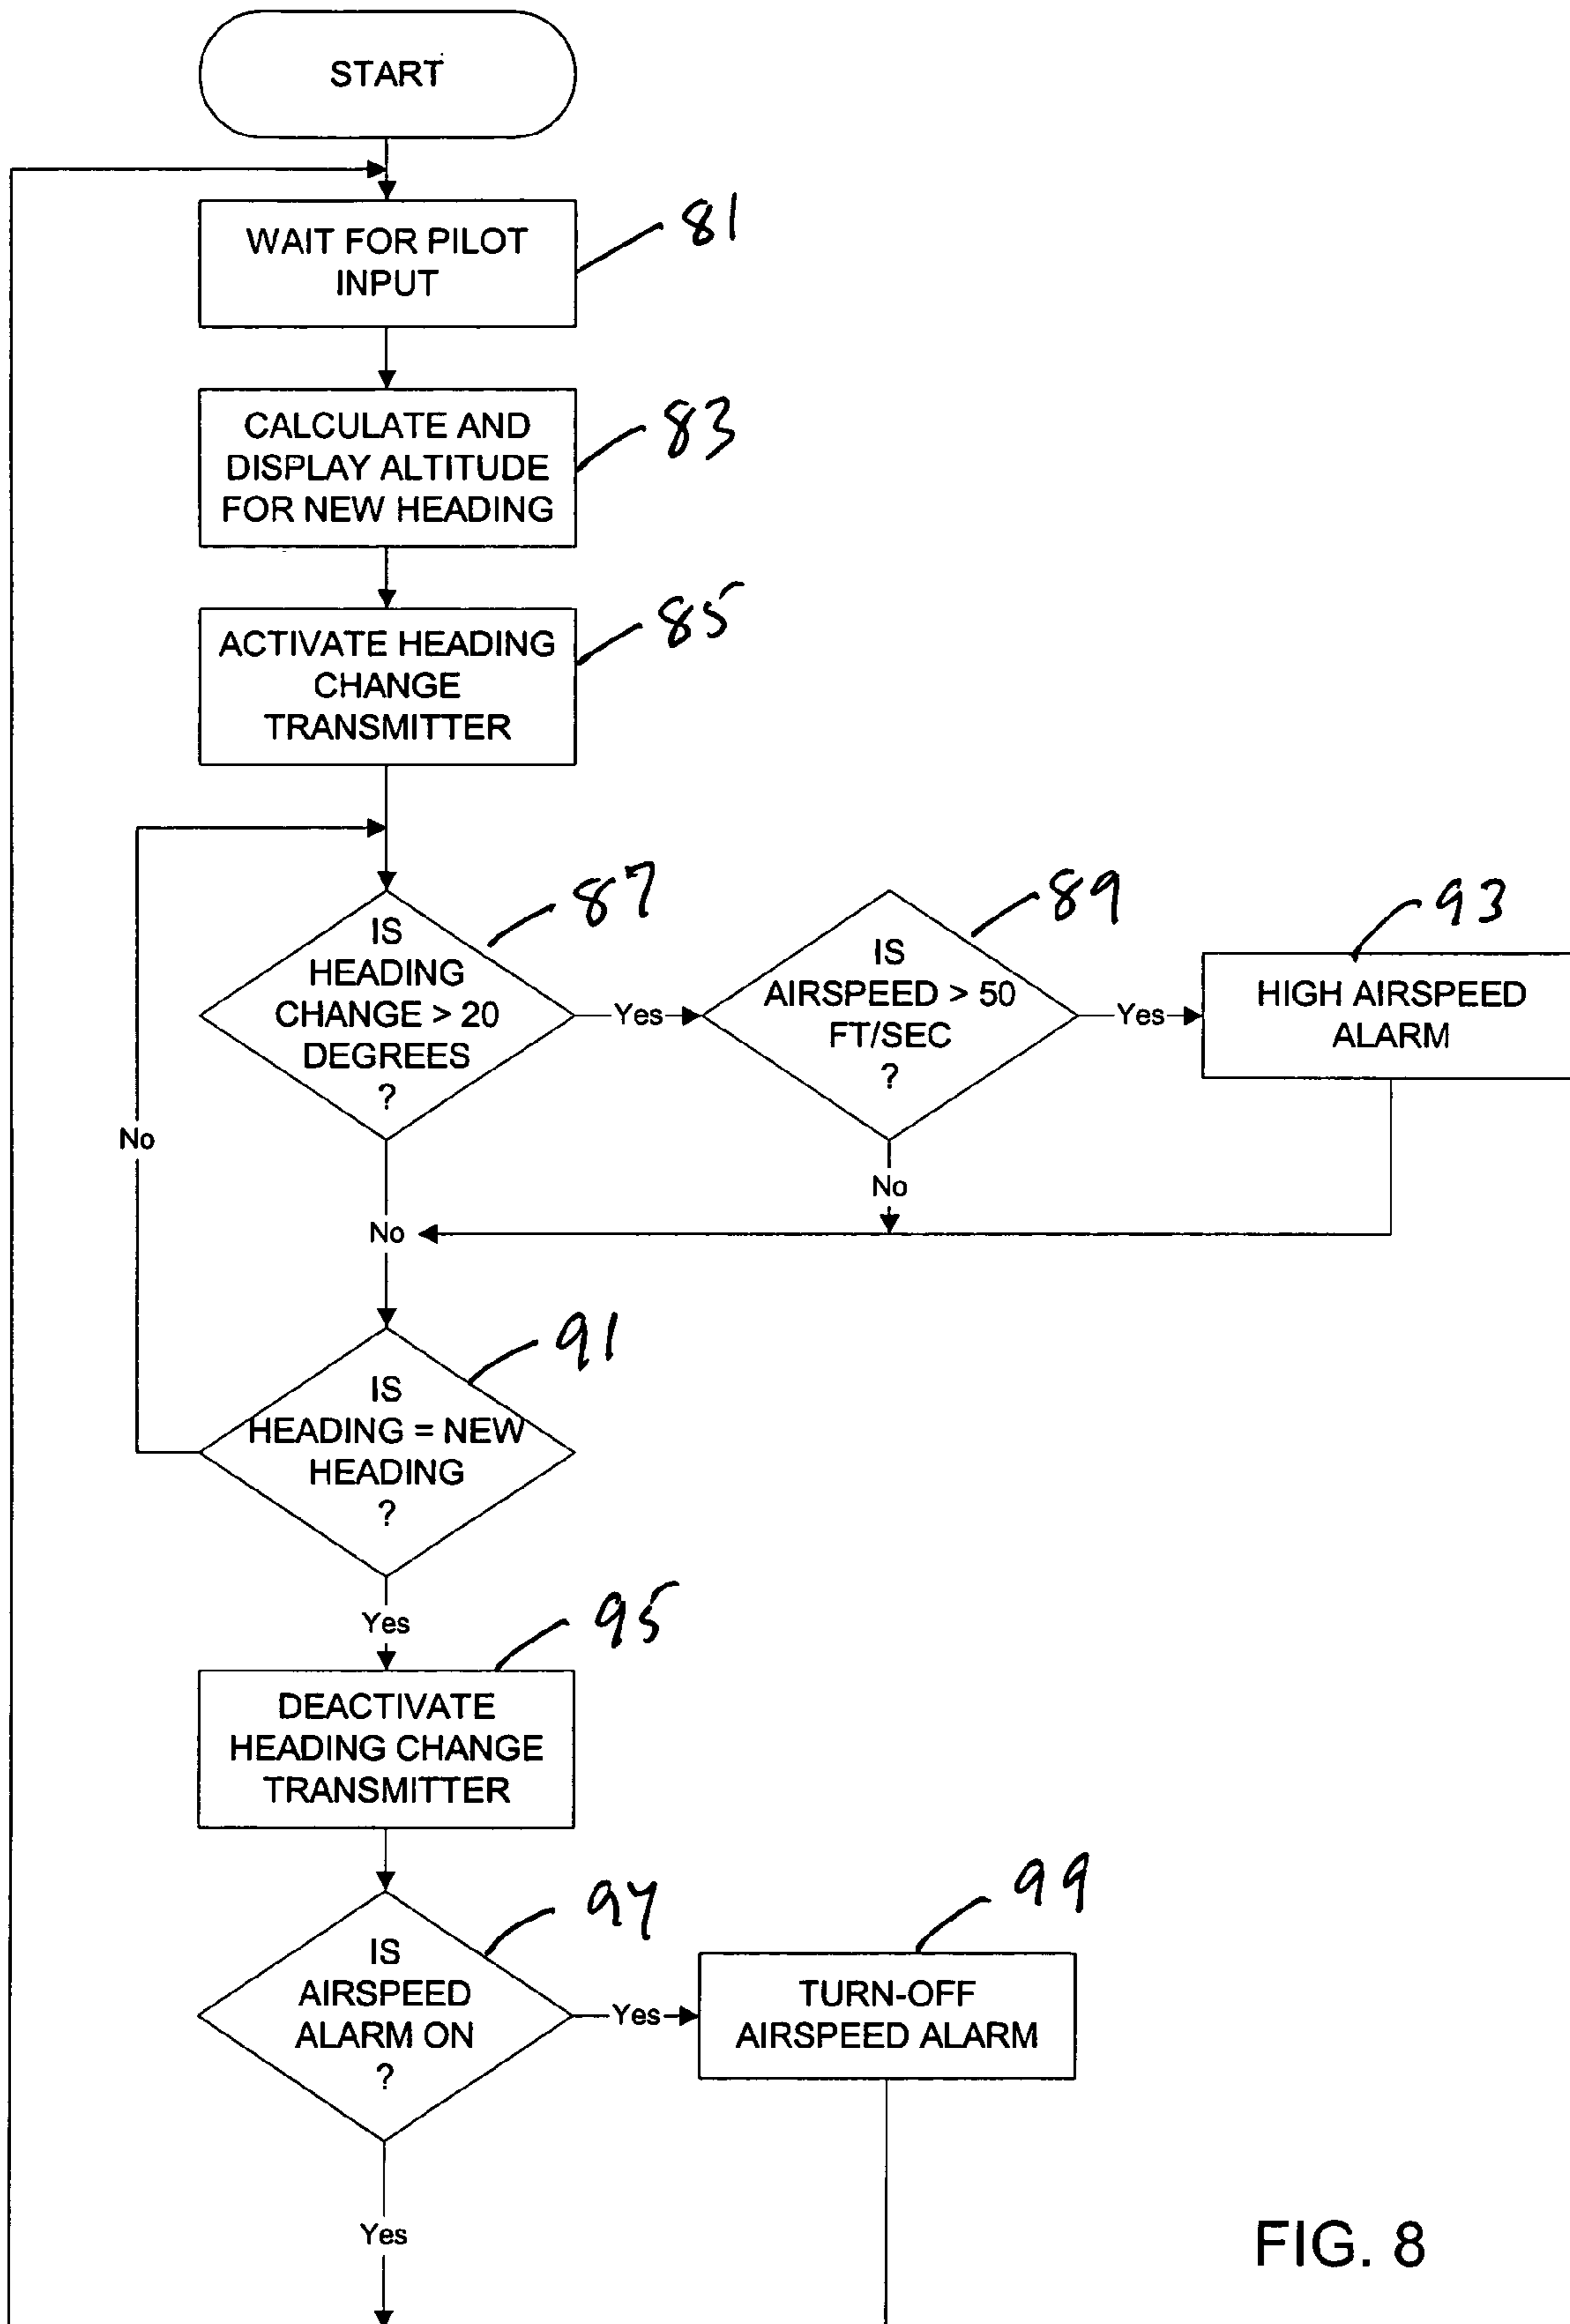 START
WAIT FOR PILOT
INPUT
81
CALCULATE AND
DISPLAY ALTITUDE
FOR NEW HEADING
83
ACTIVATE HEADING
CHANGE
TRANSMITTER
85
IS
HEADING
CHANGE > 20
DEGREES
?
87
Yes
IS
AIRSPEED > 50
FT/SEC
?
89
Yes
HIGH AIRSPEED
ALARM
93
No
No
No
IS
HEADING = NEW
HEADING
?
91
Yes
DEACTIVATE
HEADING CHANGE
TRANSMITTER
95
IS
AIRSPEED
ALARM ON
?
97
Yes
TURN-OFF
AIRSPEED ALARM
99
Yes
FIG. 8